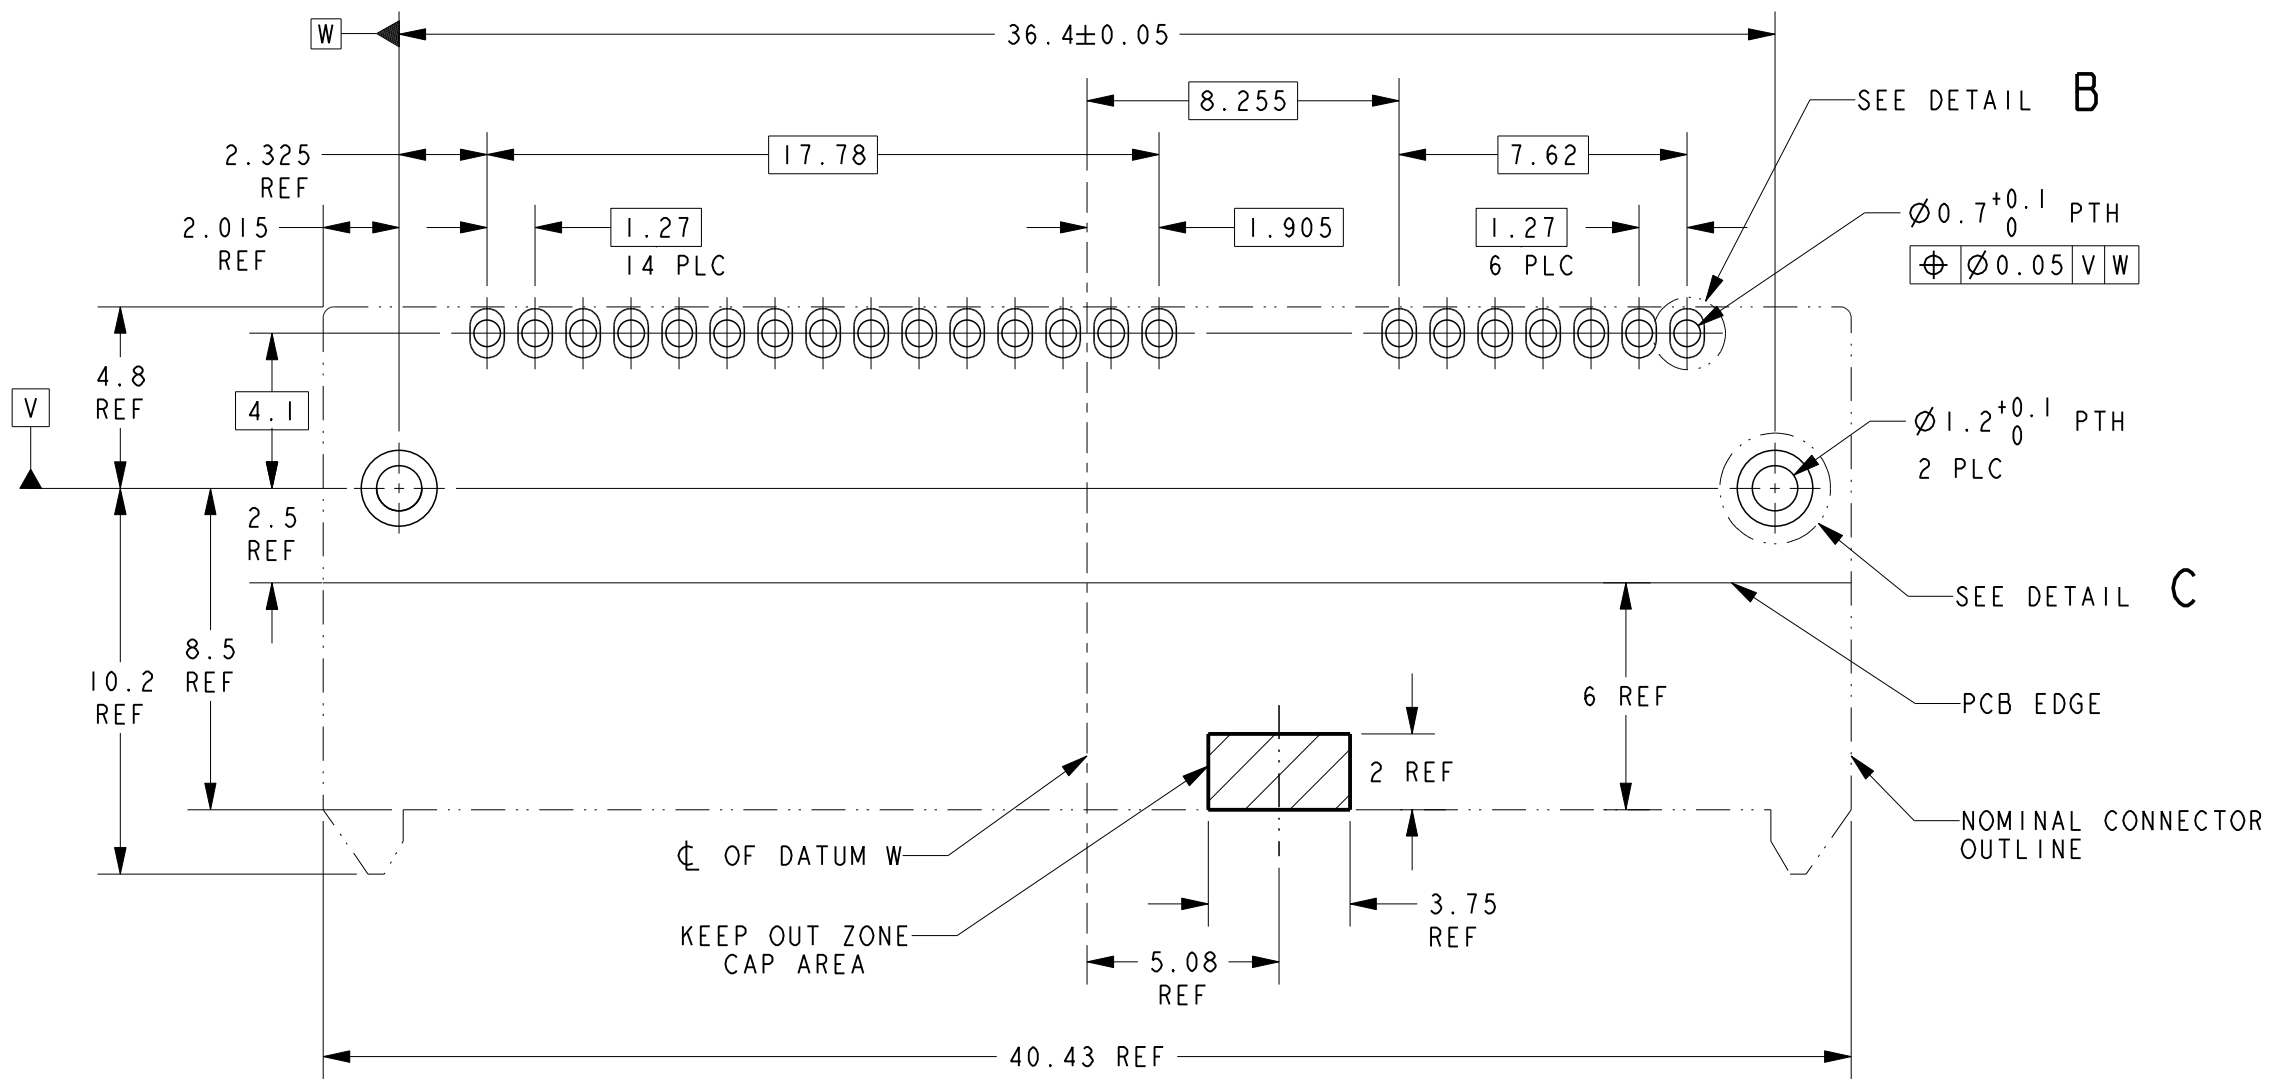 W
36.4±0.05
8.255
SEE DETAIL B
2.325
REF
17.78
7.62
2.015
REF
1.27
14 PLC
1.905
1.27
6 PLC
Ø0.7 +0.1 0 PTH
⌖ Ø0.05 V W
4.8
REF
V
4.1
Ø1.2 +0.1 0 PTH
2 PLC
2.5
REF
SEE DETAIL C
8.5
REF
10.2
REF
6 REF
PCB EDGE
2 REF
NOMINAL CONNECTOR
OUTLINE
℄ OF DATUM W
3.75
REF
KEEP OUT ZONE
CAP AREA
5.08
REF
40.43 REF